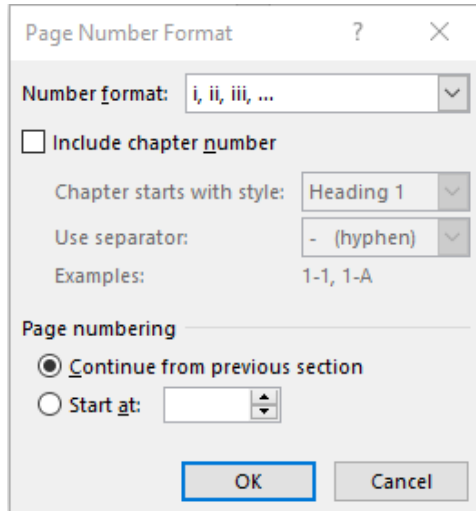 Page Number Format ?
Number format: i, ii, iii, ...
Include chapter number
Chapter starts with style: Heading 1
Use separator: - (hyphen)
Examples: 1-1, 1-A
Page numbering
Continue from previous section
Start at:
OK Cancel